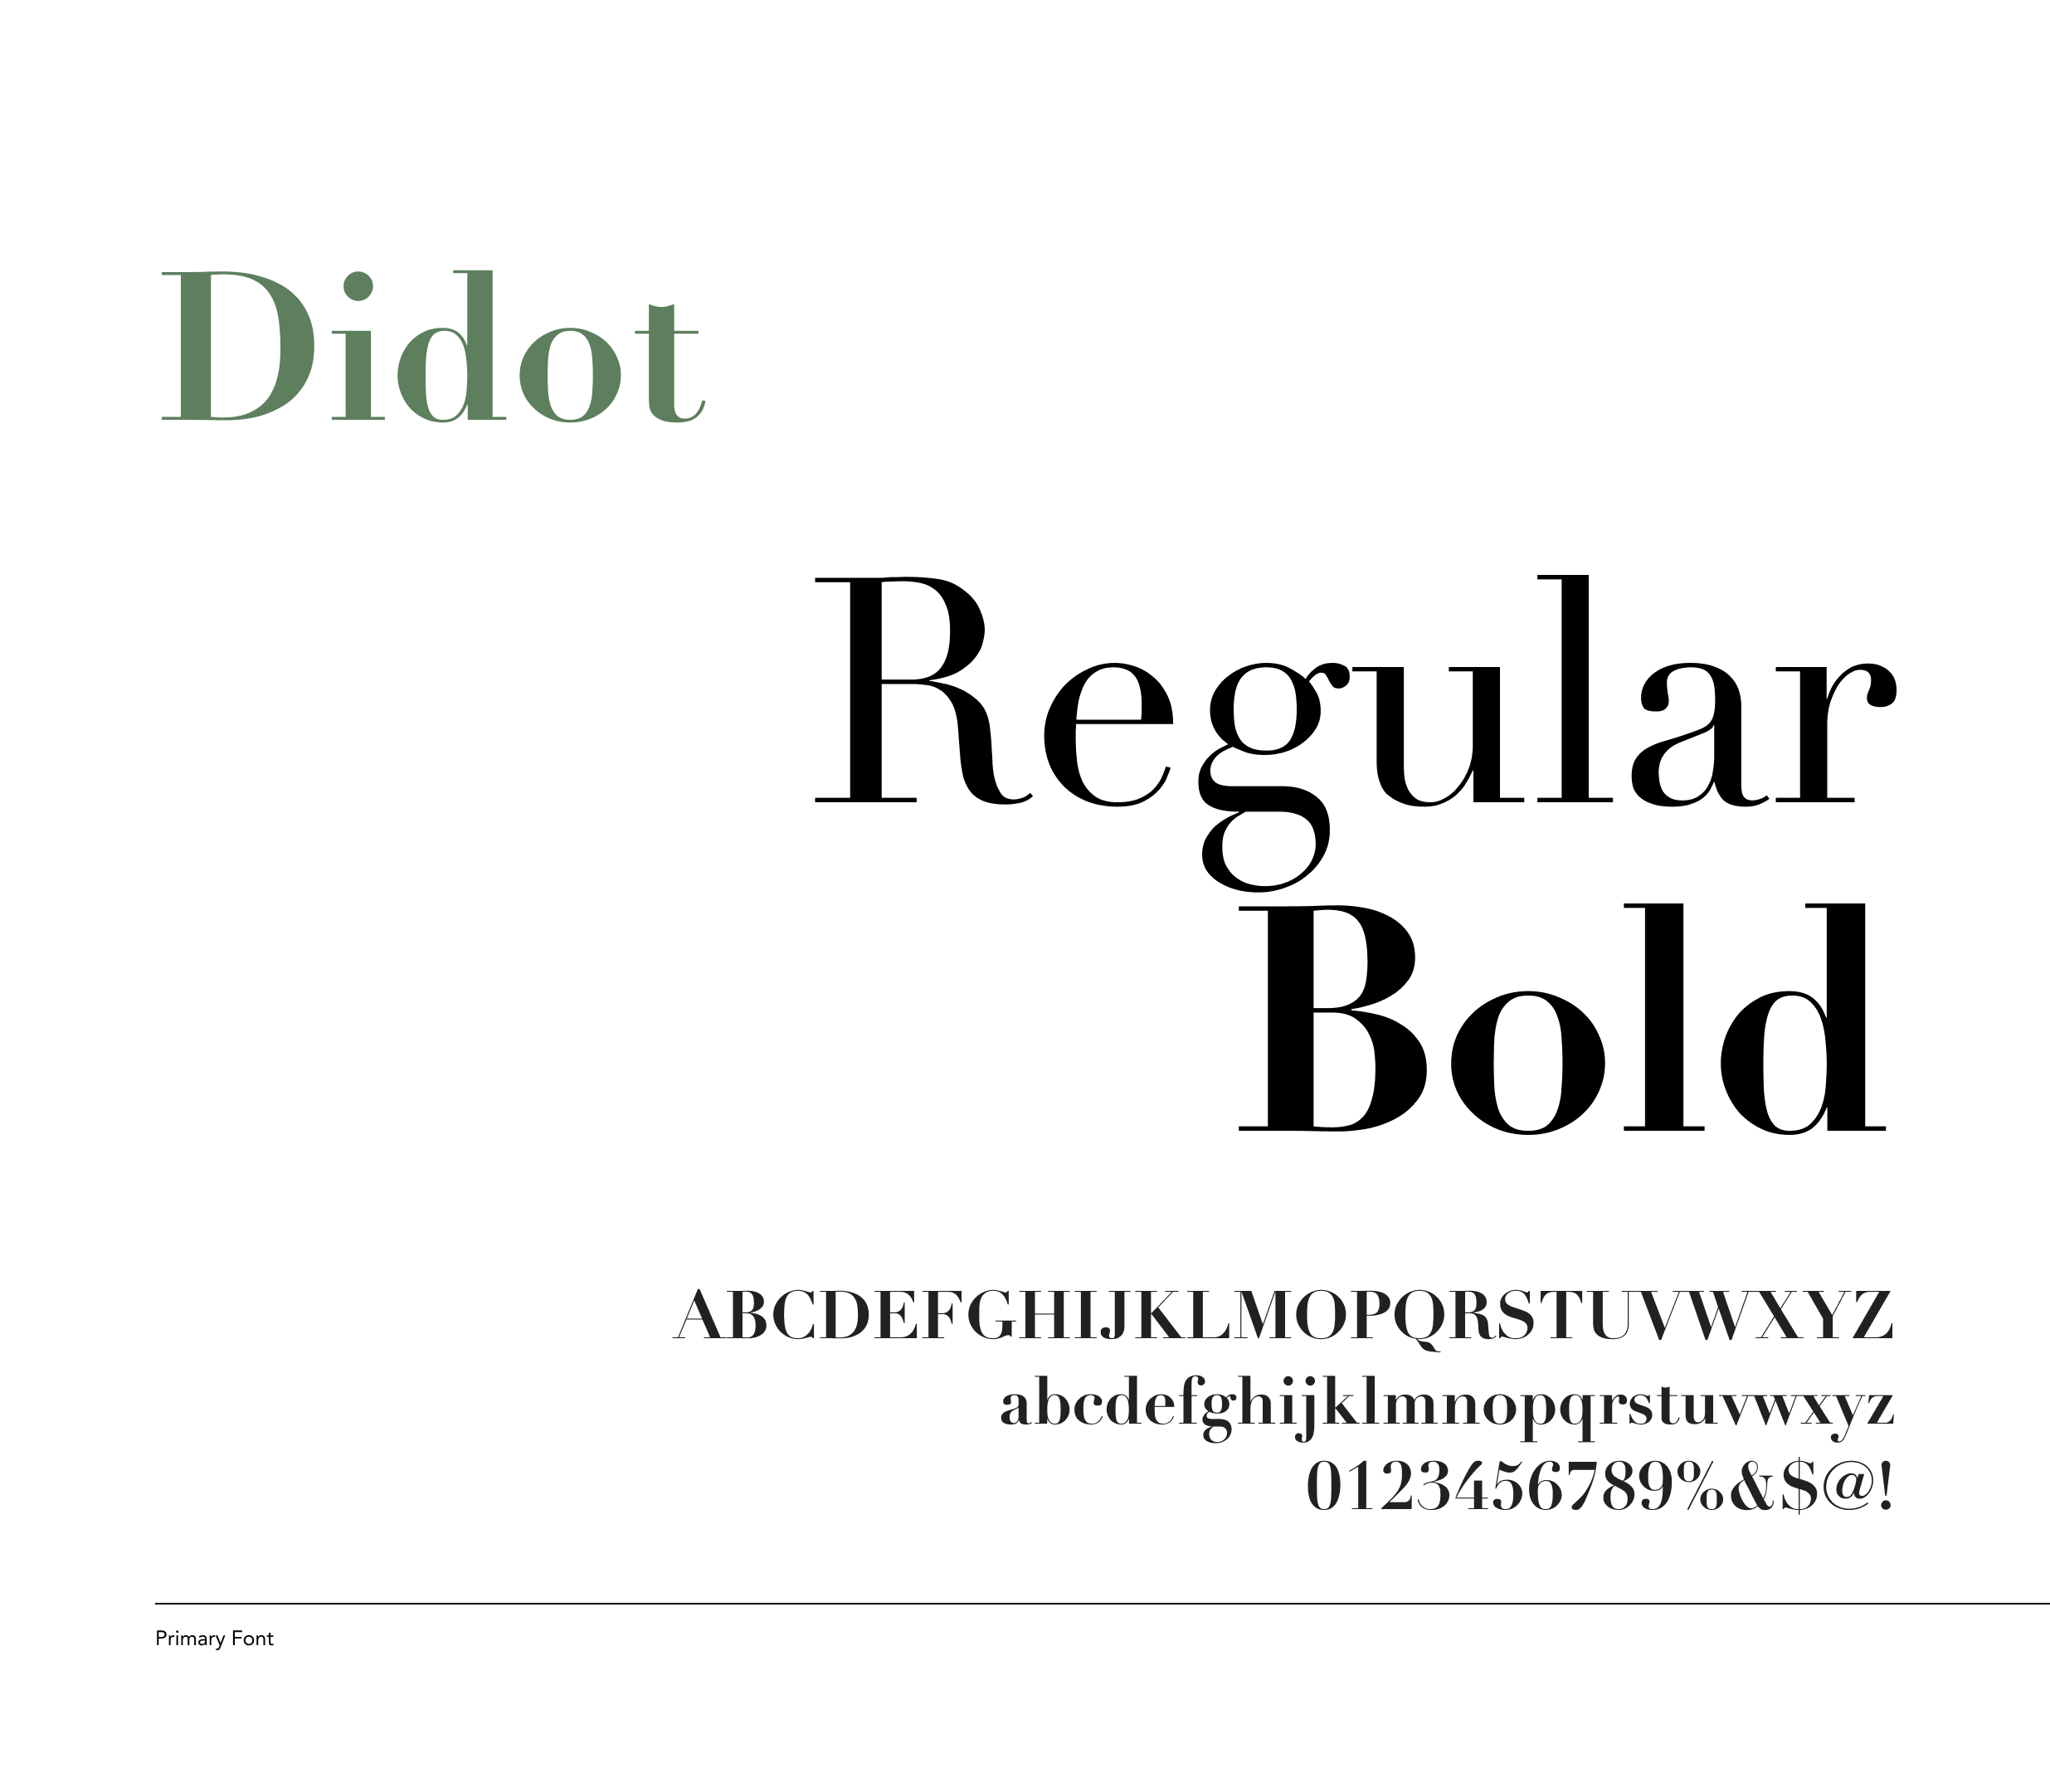 Didot
Regular
Bold
ABCDEFGHIJKLMOPQRSTUVWXYZ
abcdefghijklmnopqrstuvwxyz
0123456789%&$@!
Primary Font